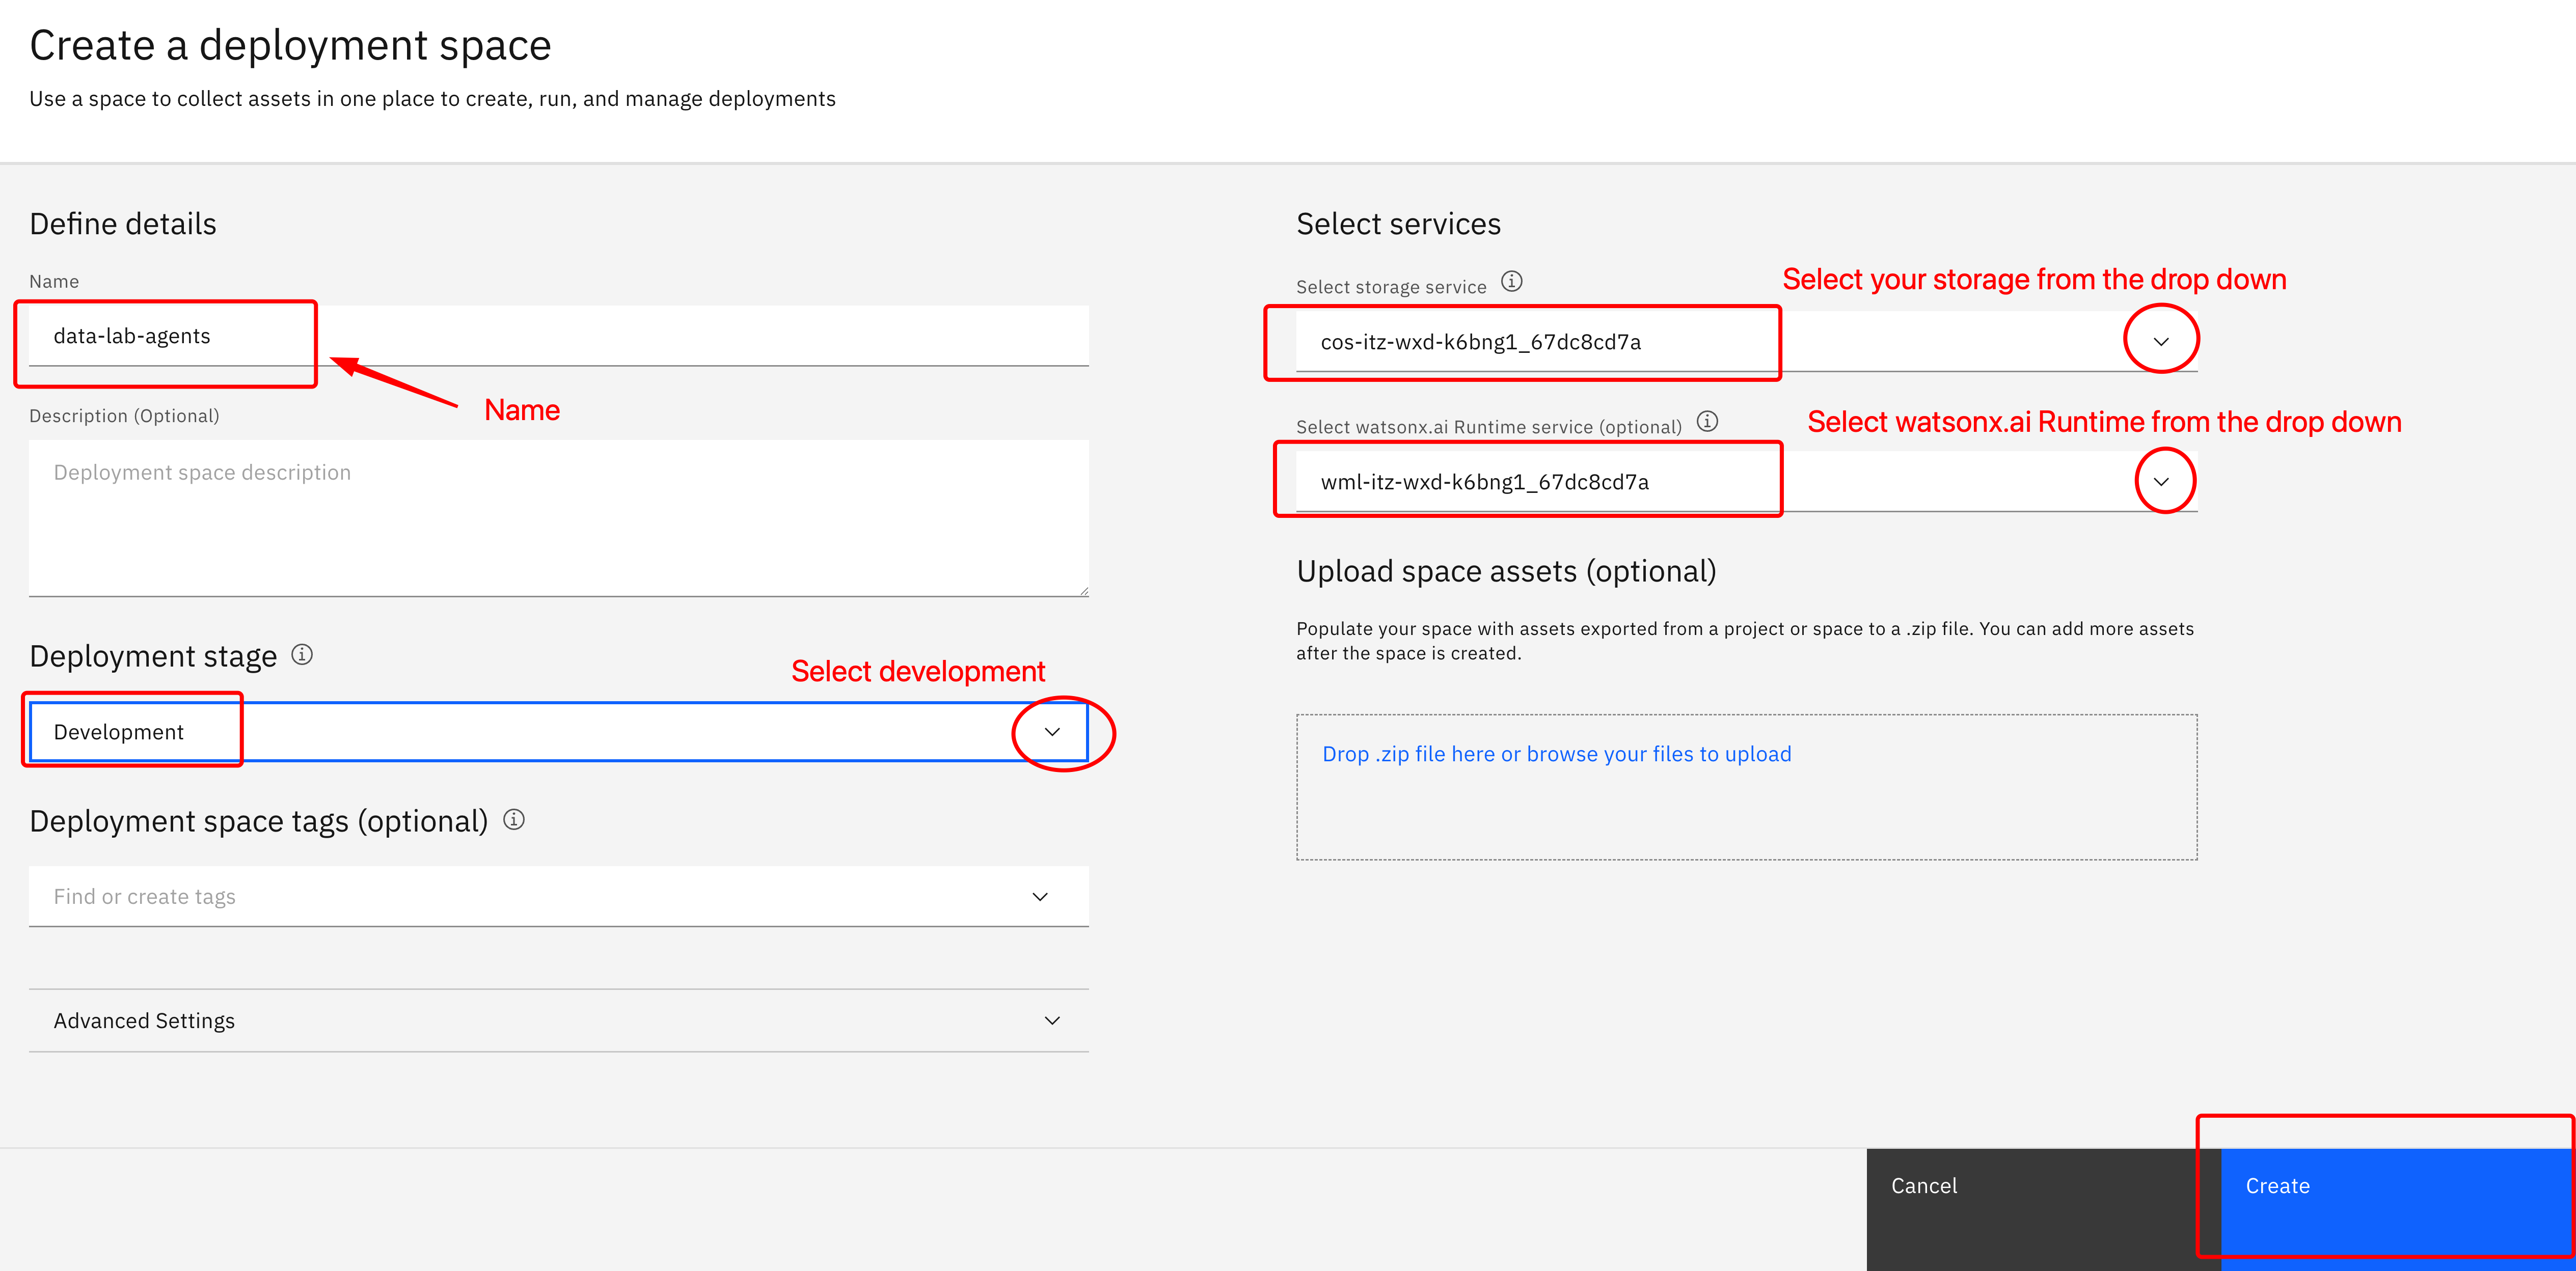 Create a deployment space
Use a space to collect assets in one place to create, run, and manage deployments
Define details
Name
data-lab-agents
Name
Description (Optional)
Deployment space description
Deployment stage
Select development
Development
Deployment space tags (optional)
Find or create tags
Advanced Settings
Select services
Select storage service
Select your storage from the drop down
cos-itz-wxd-k6bng1_67dc8cd7a
Select watsonx.ai Runtime service (optional)
Select watsonx.ai Runtime from the drop down
wml-itz-wxd-k6bng1_67dc8cd7a
Upload space assets (optional)
Populate your space with assets exported from a project or space to a .zip file. You can add more assets
after the space is created.
Drop .zip file here or browse your files to upload
Cancel
Create